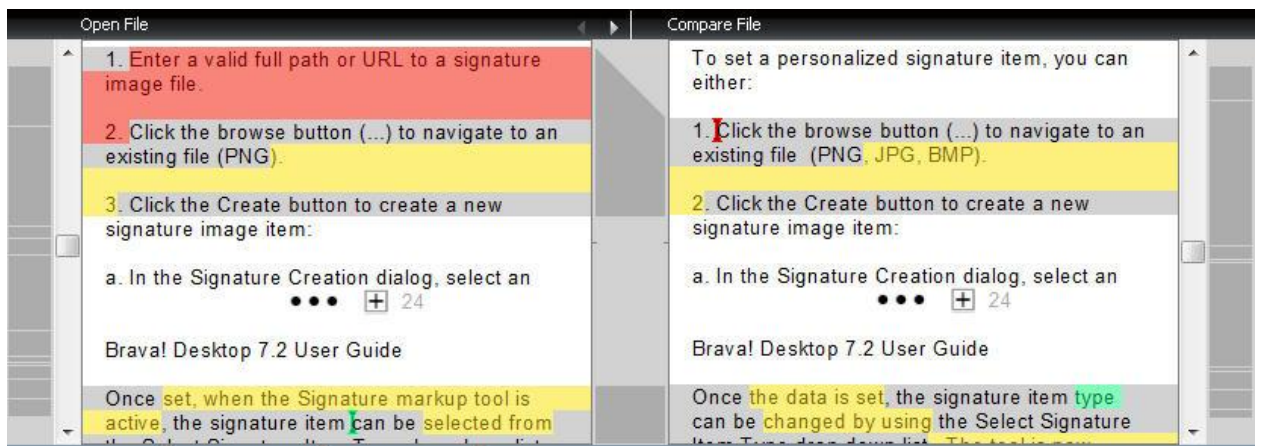 Open File
1. Enter a valid full path or URL to a signature
image file.
2. Click the browse button (...) to navigate to an
existing file (PNG).
3. Click the Create button to create a new
signature image item:
a. In the Signature Creation dialog, select an
24
Brava! Desktop 7.2 User Guide
Once set, when the Signature markup tool is
active, the signature item can be selected from
Compare File
To set a personalized signature item, you can
either:
1. Click the browse button (...) to navigate to an
existing file (PNG, JPG, BMP).
2. Click the Create button to create a new
signature image item:
a. In the Signature Creation dialog, select an
24
Brava! Desktop 7.2 User Guide
Once the data is set, the signature item type
can be changed by using the Select Signature